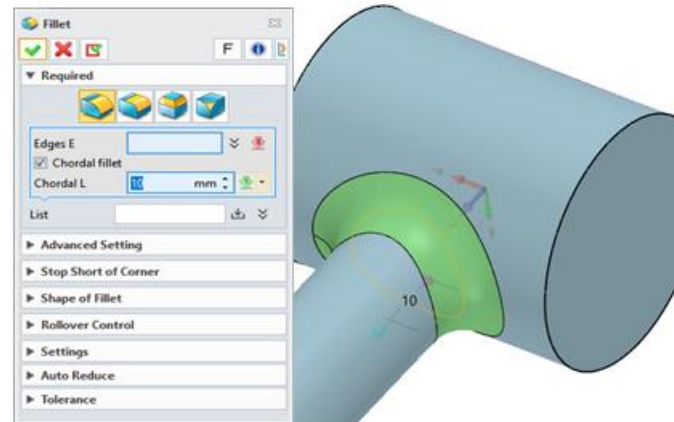 Fillet
F
Required
Edges E
Chordal fillet
Chordal L 10 mm
List
Advanced Setting
Stop Short of Corner
Shape of Fillet
Rollover Control
Settings
Auto Reduce
Tolerance
10